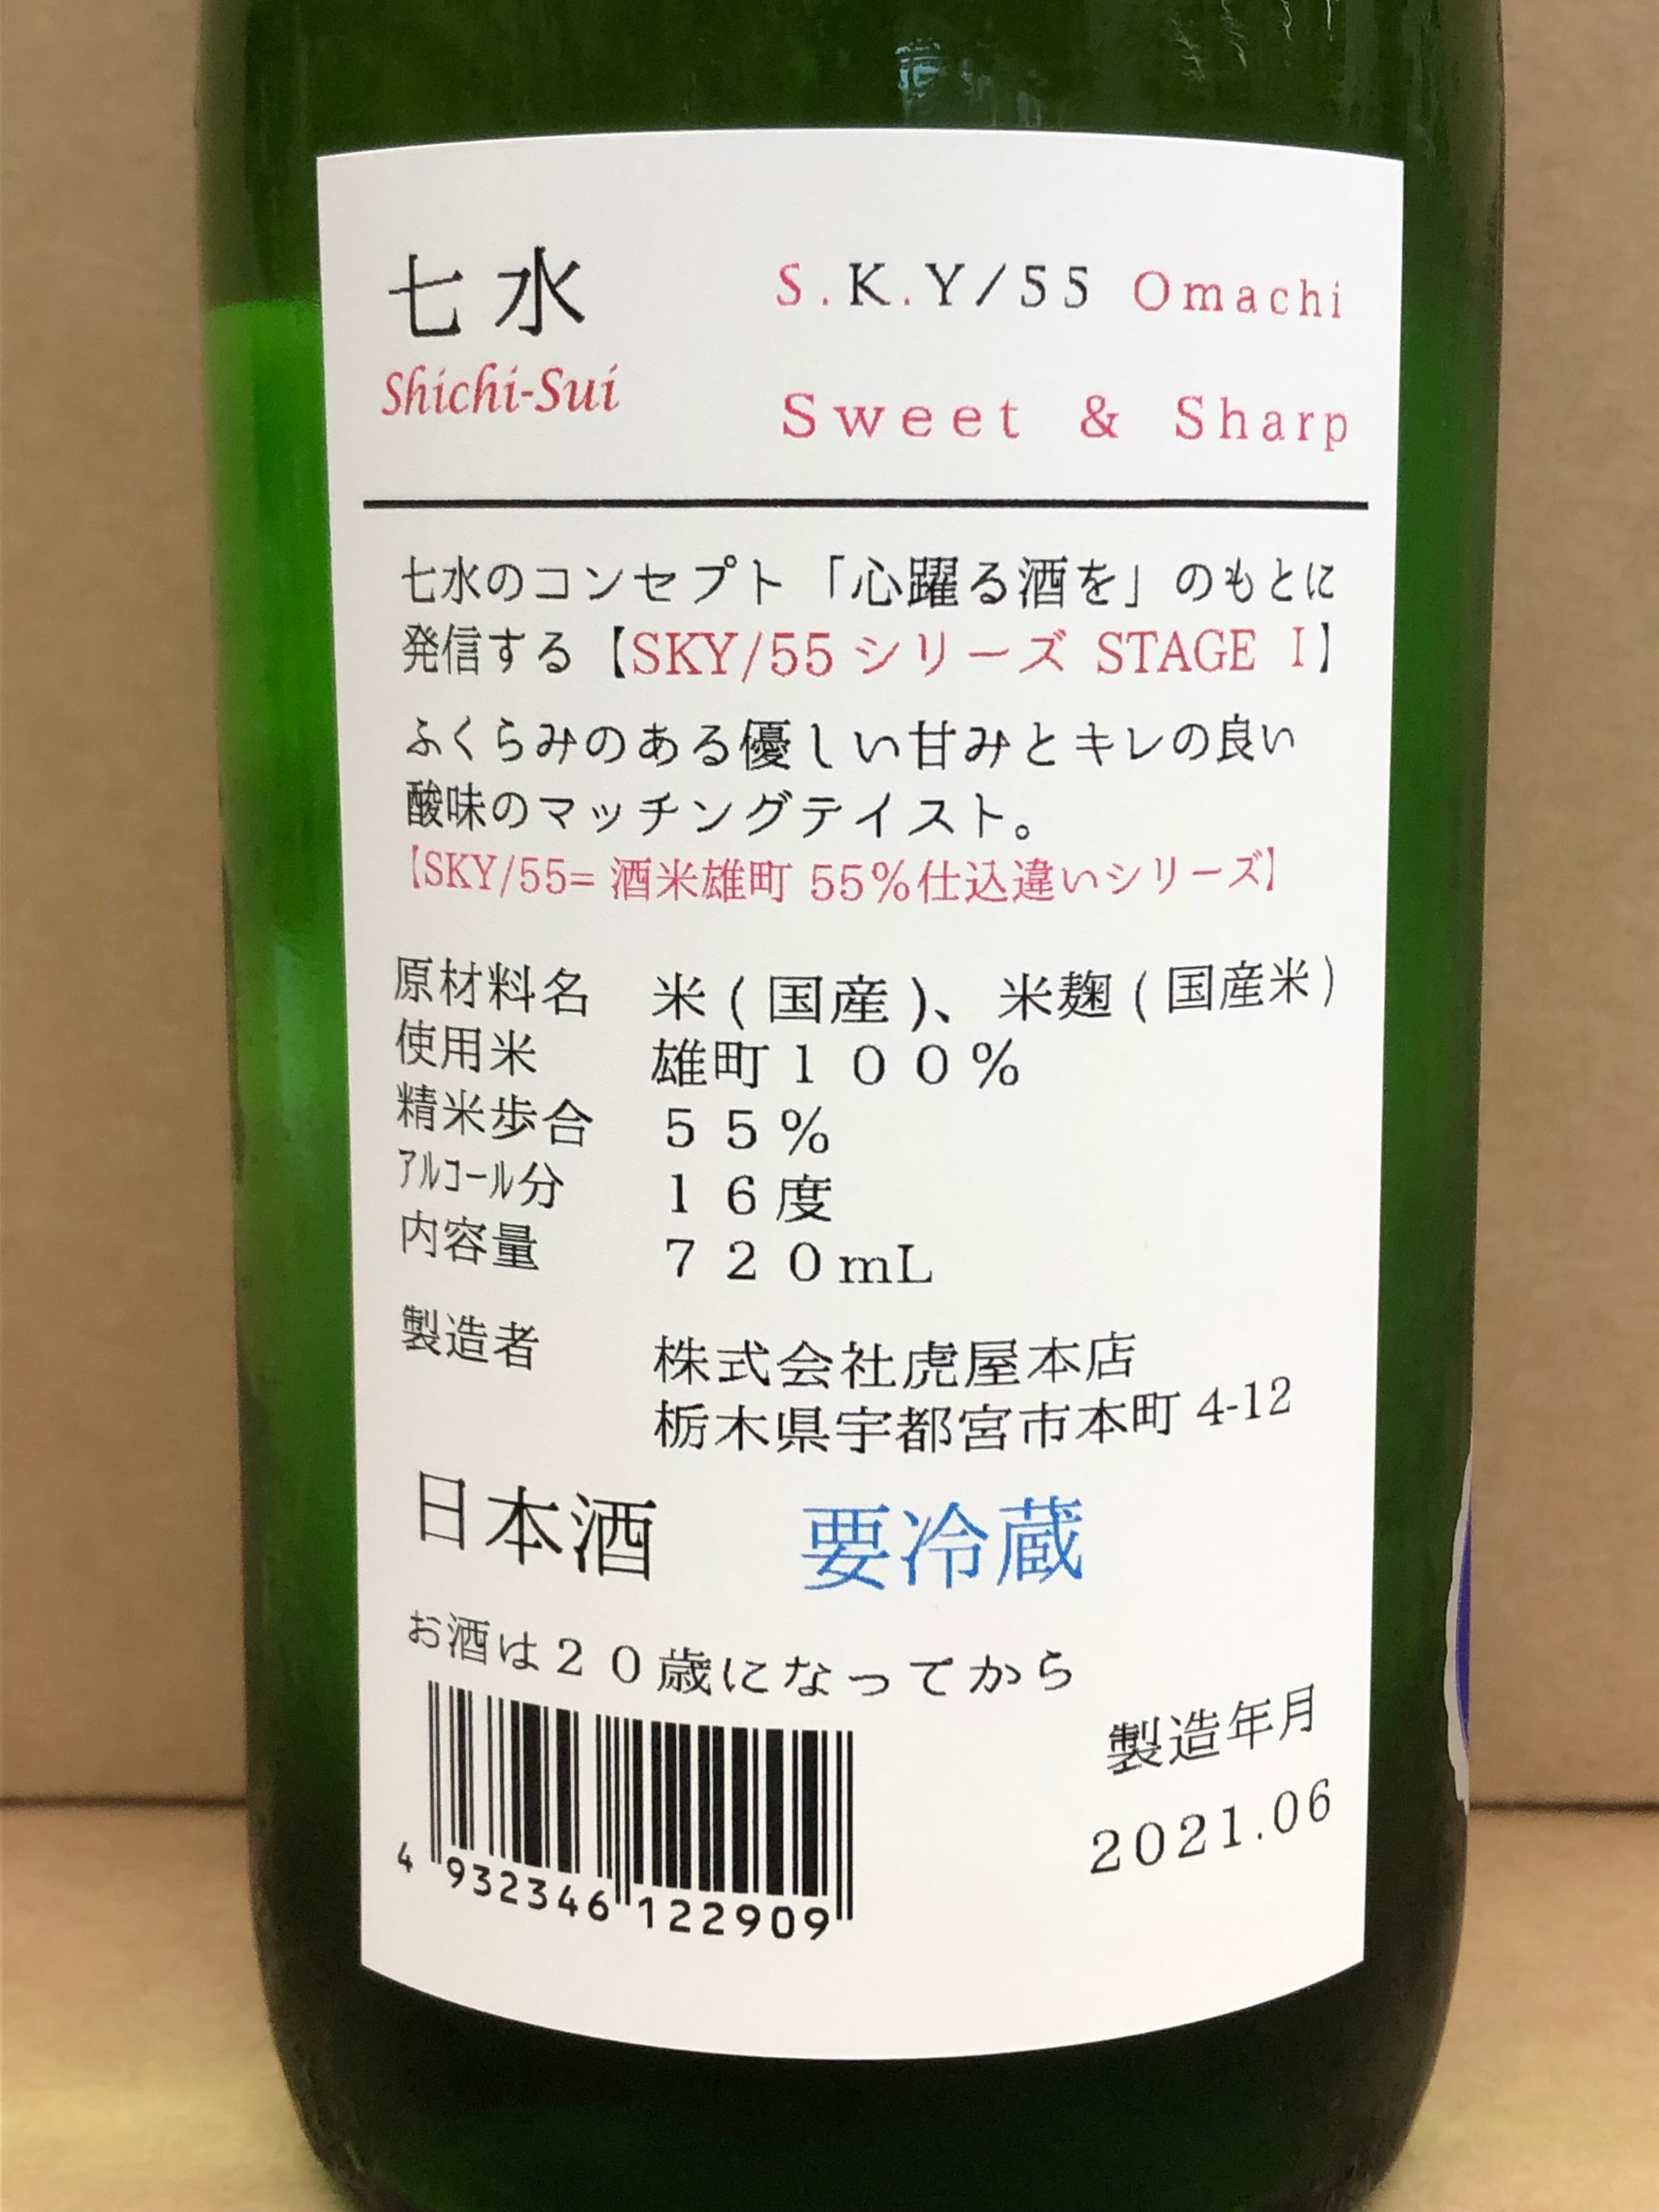 七水 S.K.Y/55 Omachi
Shichi-Sui Sweet & Sharp
七水のコンセプト「心躍る酒を」のもとに
発信する【SKY/55 シリーズ STAGE I】
ふくらみのある優しい甘みとキレの良い
酸味のマッチングテイスト。
【SKY/55= 酒米雄町 55%仕込違いシリーズ】
原材料名 米(国産)、米麹(国産米)
使用米 雄町100%
精米歩合 55%
アルコール分 16度
内容量 720mL
製造者 株式会社虎屋本店
栃木県宇都宮市本町 4-12
日本酒 要冷蔵
お酒は20歳になってから
製造年月
2021.06
4 932346 122909